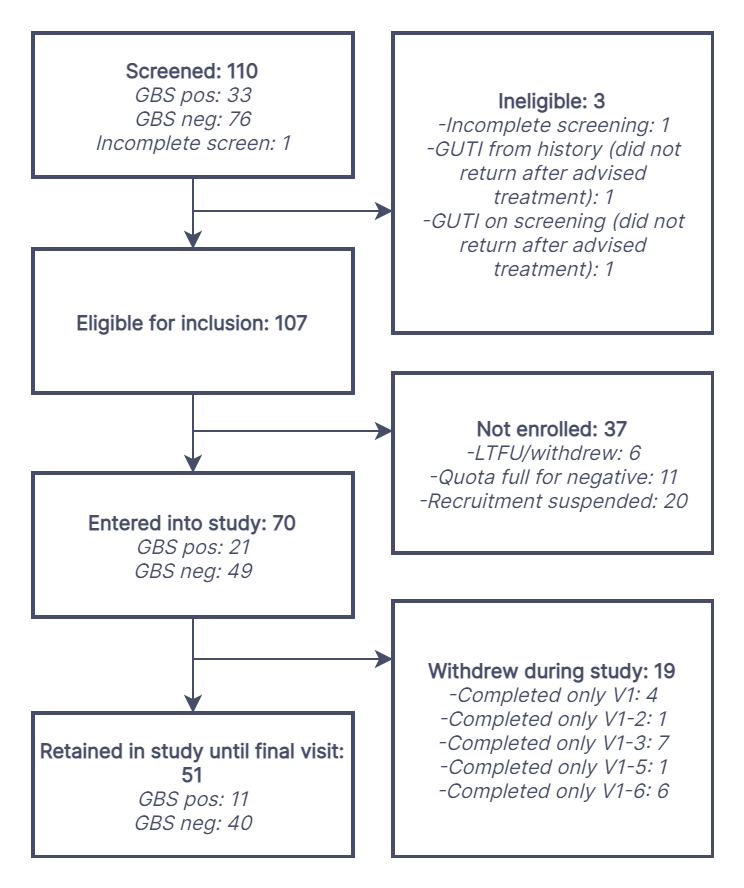 Screened: 110
GBS pos: 33
GBS neg: 76
Incomplete screen: 1
Ineligible: 3
-Incomplete screening: 1
-GUTI from history (did not
return after advised
treatment): 1
-GUTI on screening (did not
return after advised
treatment): 1
Eligible for inclusion: 107
Not enrolled: 37
-LTFU/withdrew: 6
-Quota full for negative: 11
-Recruitment suspended: 20
Entered into study: 70
GBS pos: 21
GBS neg: 49
Withdrew during study: 19
-Completed only V1: 4
-Completed only V1-2: 1
-Completed only V1-3: 7
-Completed only V1-5: 1
-Completed only V1-6: 6
Retained in study until final visit:
51
GBS pos: 11
GBS neg: 40